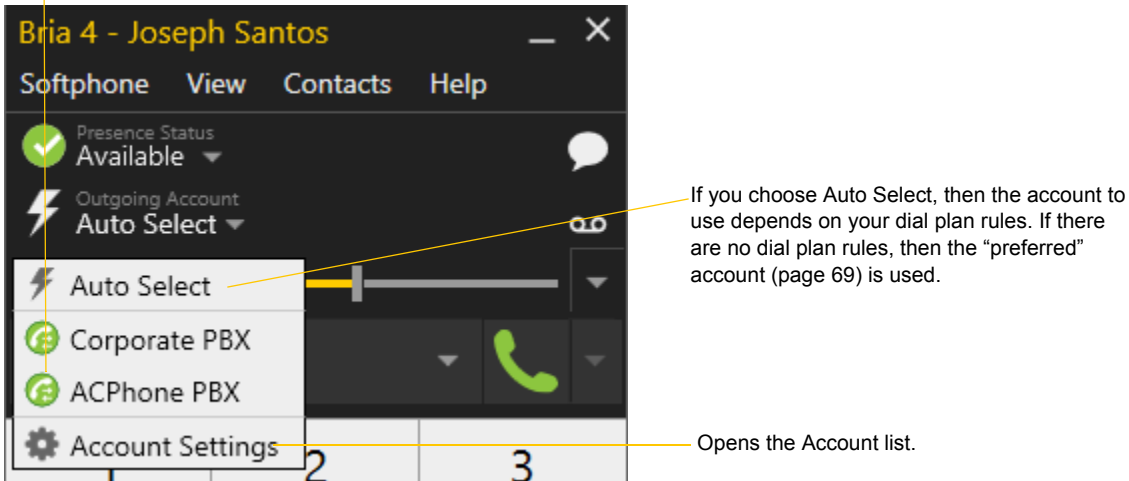 Bria 4 - Joseph Santos
Softphone View Contacts Help
Presence Status
Available
Outgoing Account
Auto Select
Auto Select
Corporate PBX
ACPhone PBX
Account Settings
2
3
If you choose Auto Select, then the account to
use depends on your dial plan rules. If there
are no dial plan rules, then the “preferred”
account (page 69) is used.
Opens the Account list.